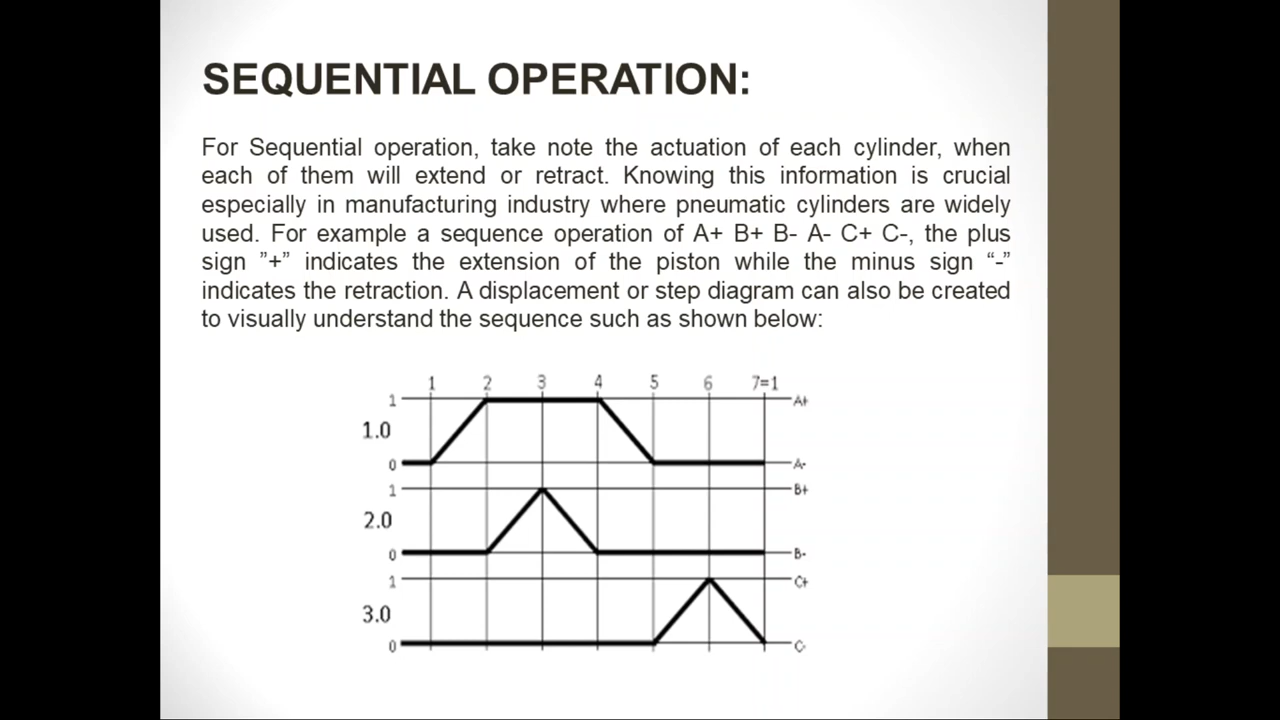 SEQUENTIAL OPERATION:
For Sequential operation, take note the actuation of each cylinder, when
each of them will extend or retract. Knowing this information is crucial
especially in manufacturing industry where pneumatic cylinders are widely
used. For example a sequence operation of A+ B+ B- A- C+ C-, the plus
sign ”+” indicates the extension of the piston while the minus sign “-”
indicates the retraction. A displacement or step diagram can also be created
to visually understand the sequence such as shown below:
1 2 3 4 5 6 7=1
1 A+
1.0
0 A-
1 B+
2.0
0 B-
1 C+
3.0
0 C-